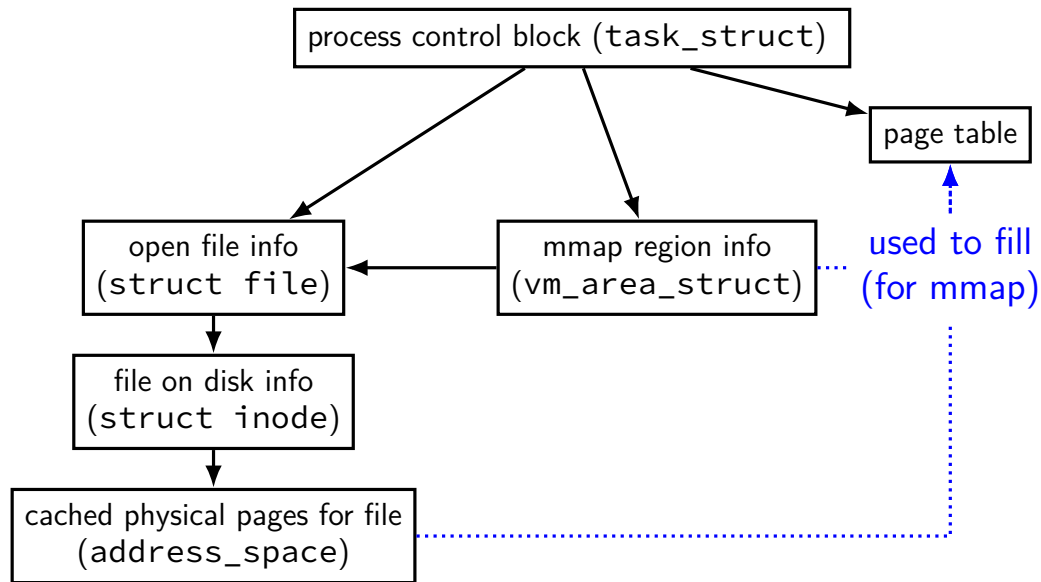 process control block (task_struct)
page table
open file info
(struct file)
mmap region info
(vm_area_struct)
used to fill
(for mmap)
file on disk info
(struct inode)
cached physical pages for file
(address_space)